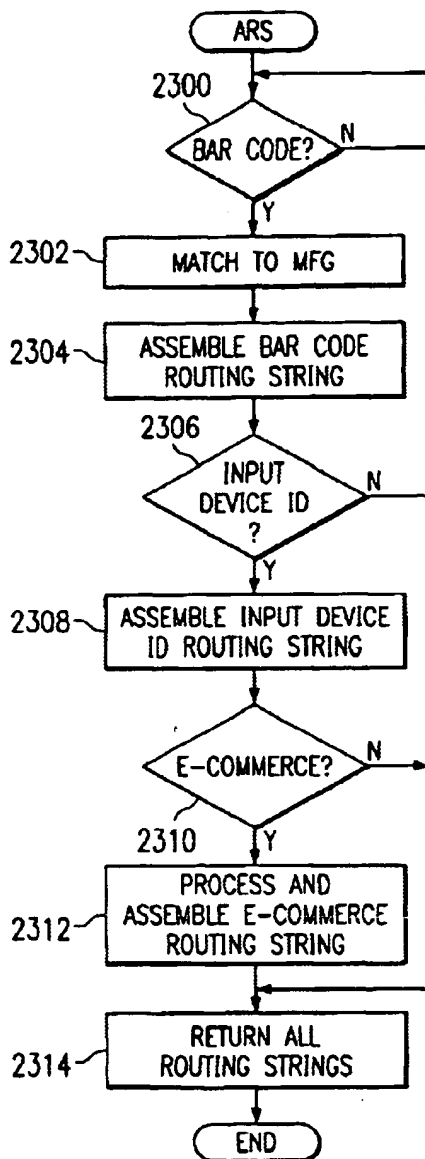 ARS
2300
BAR CODE?
N
Y
2302
MATCH TO MFG
2304
ASSEMBLE BAR CODE
ROUTING STRING
2306
INPUT
DEVICE ID
?
N
Y
2308
ASSEMBLE INPUT DEVICE
ID ROUTING STRING
E-COMMERCE?
N
2310
Y
2312
PROCESS AND
ASSEMBLE E-COMMERCE
ROUTING STRING
2314
RETURN ALL
ROUTING STRINGS
END